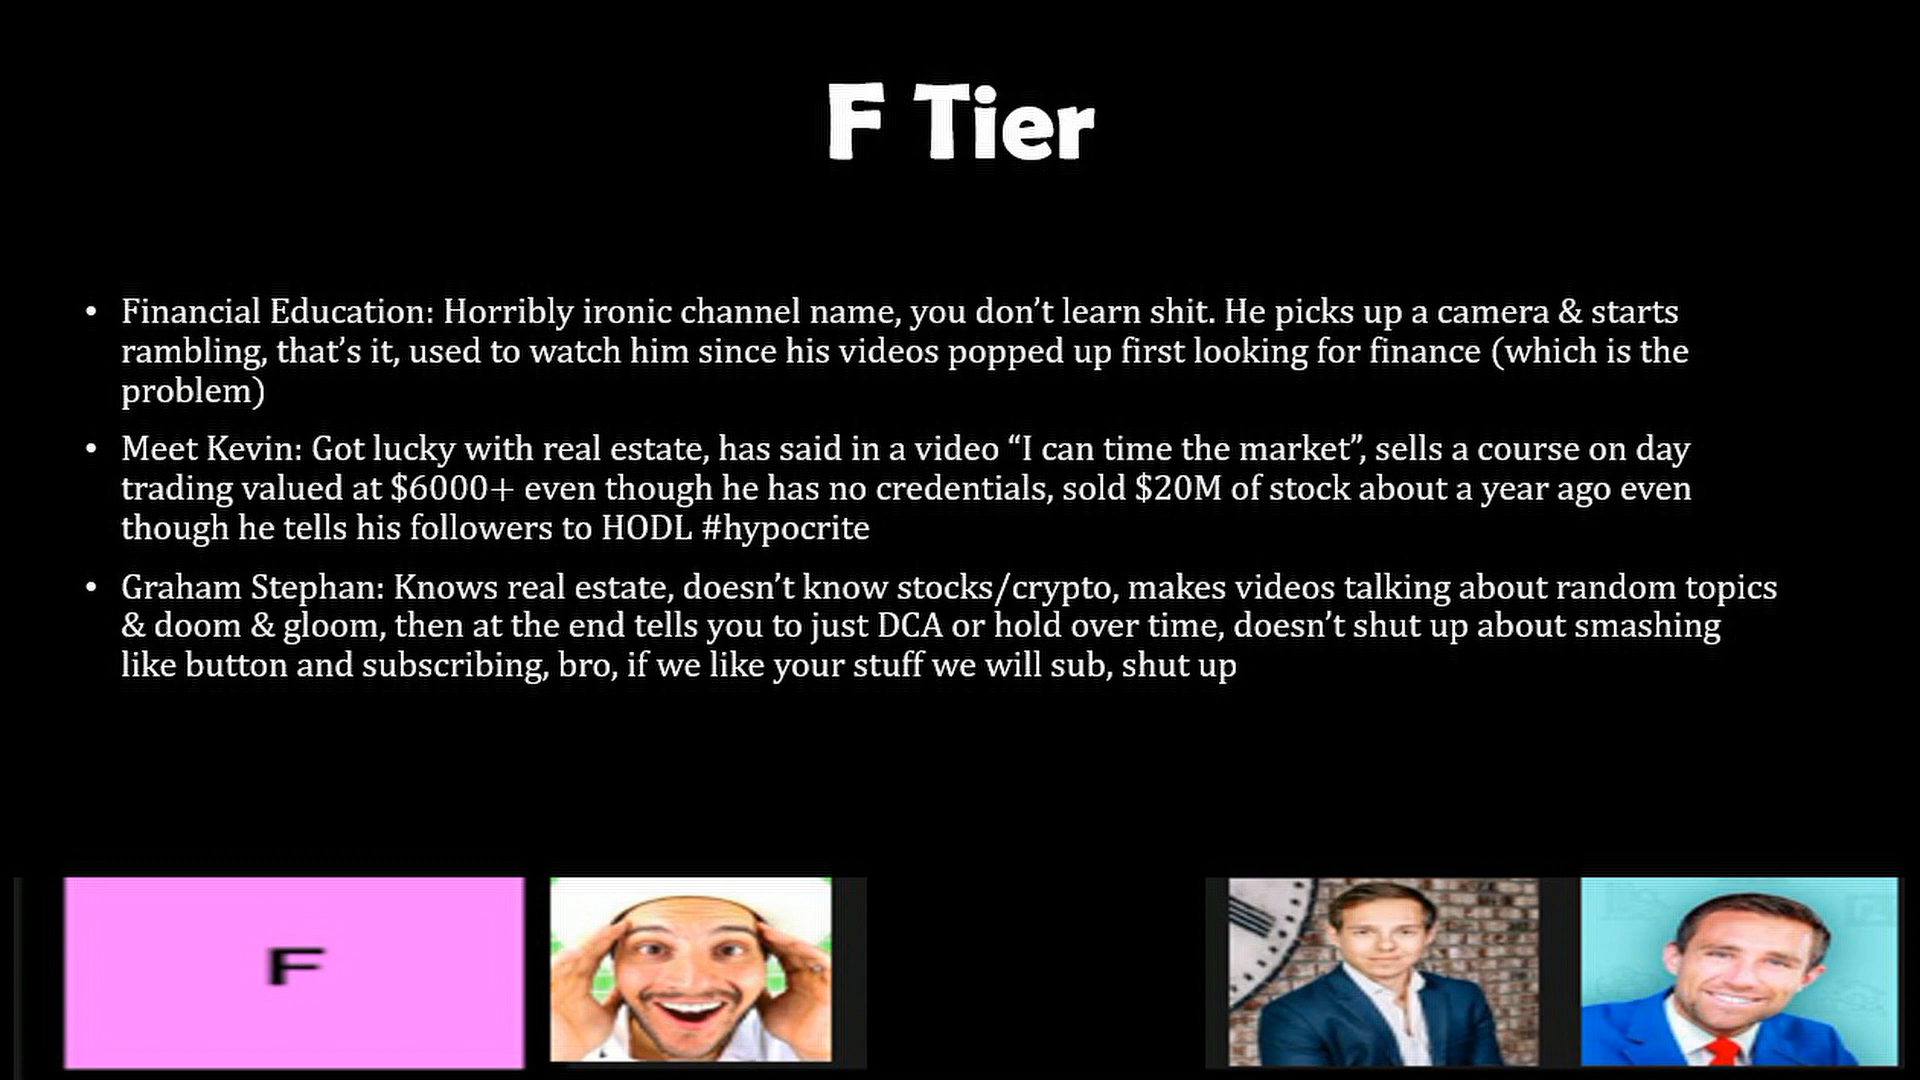 F Tier
• Financial Education: Horribly ironic channel name, you don’t learn shit. He picks up a camera & starts
rambling, that’s it, used to watch him since his videos popped up first looking for finance (which is the
problem)
• Meet Kevin: Got lucky with real estate, has said in a video “I can time the market”, sells a course on day
trading valued at $6000+ even though he has no credentials, sold $20M of stock about a year ago even
though he tells his followers to HODL #hypocrite
• Graham Stephan: Knows real estate, doesn’t know stocks/crypto, makes videos talking about random topics
& doom & gloom, then at the end tells you to just DCA or hold over time, doesn’t shut up about smashing
like button and subscribing, bro, if we like your stuff we will sub, shut up
F